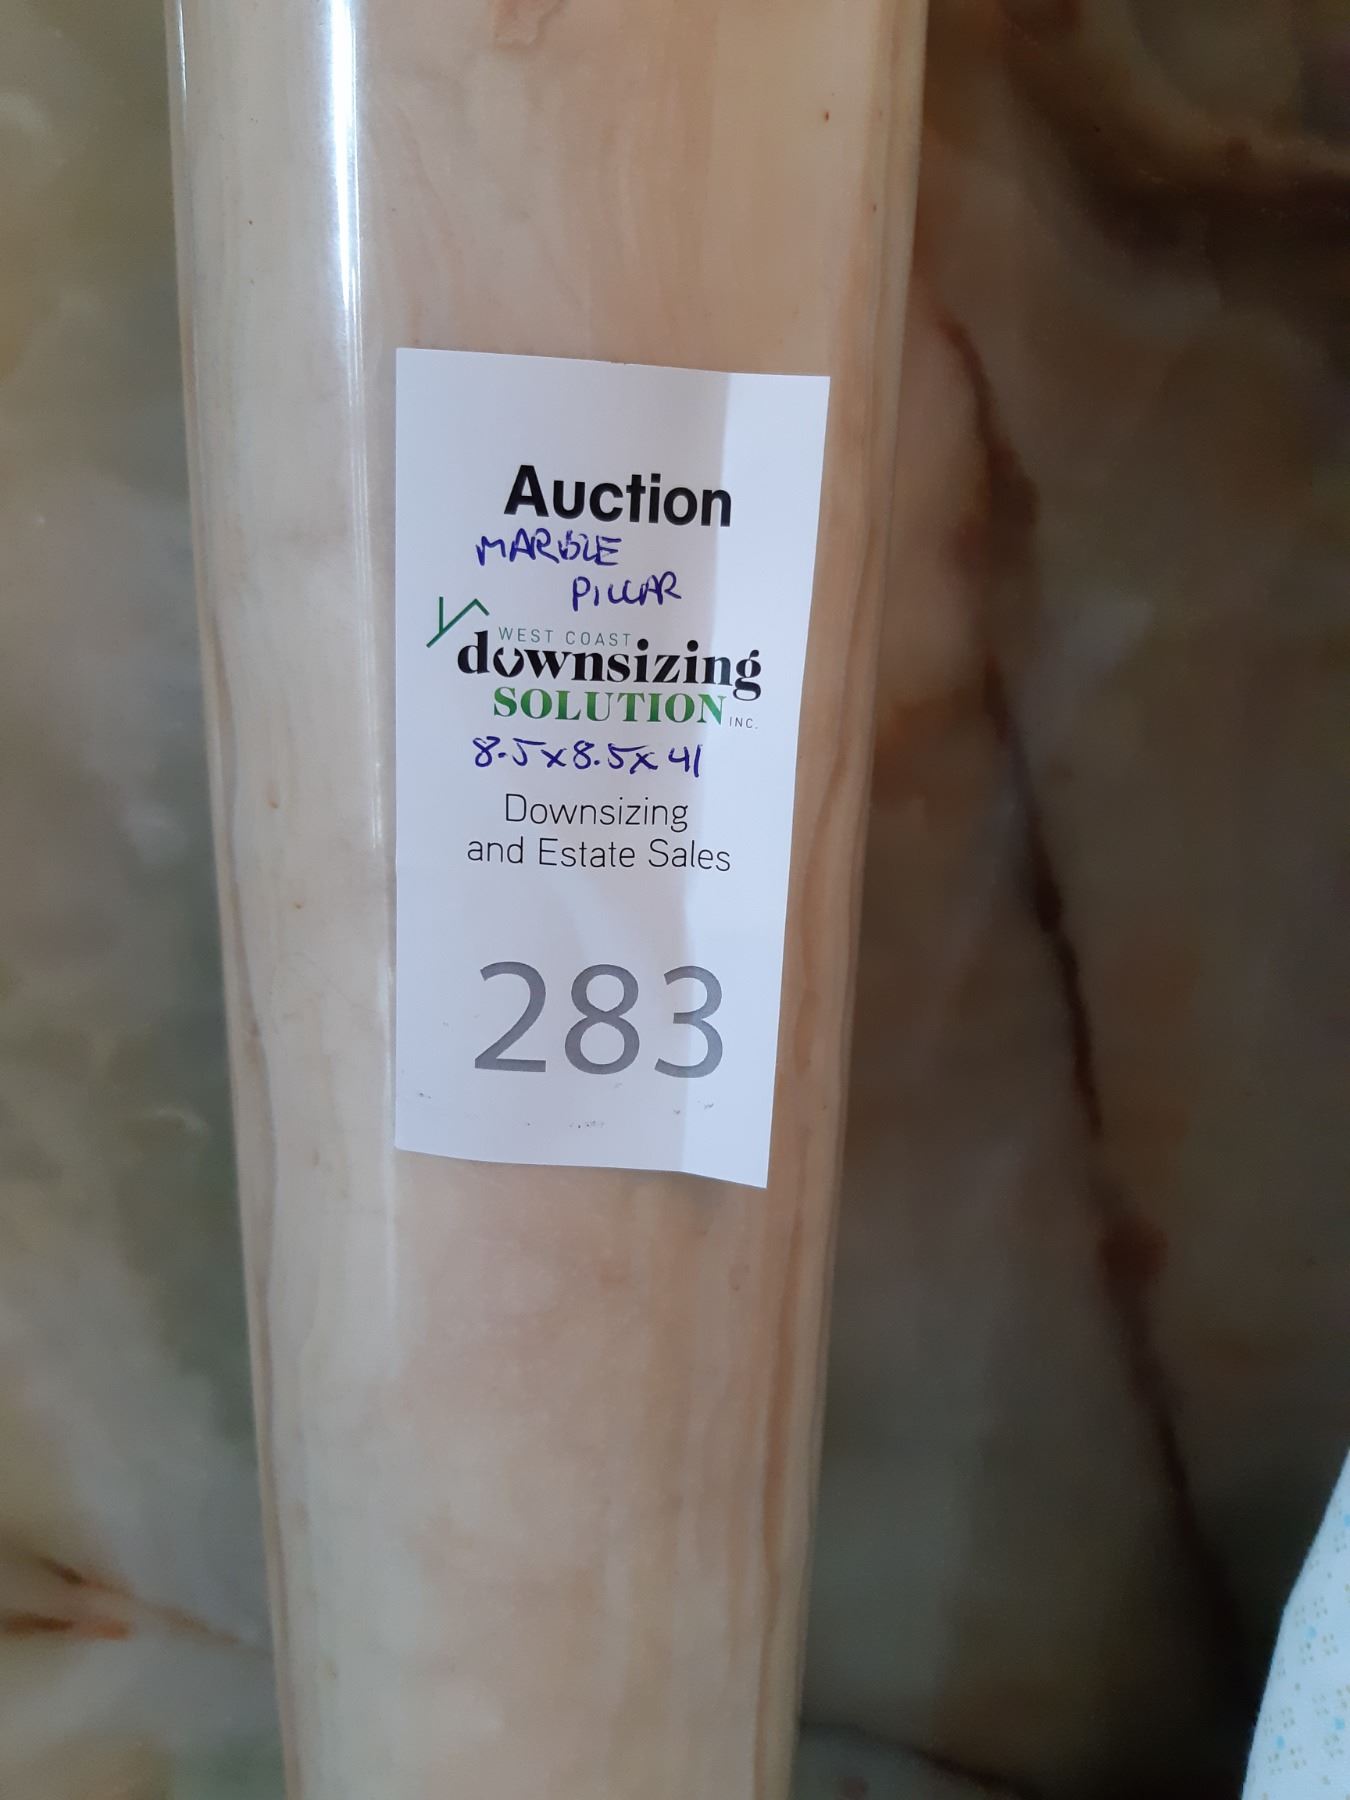 Auction
MARBLE
PILLAR
WEST COAST
downsizing
SOLUTION INC.
8.5x8.5x41
Downsizing
and Estate Sales
283